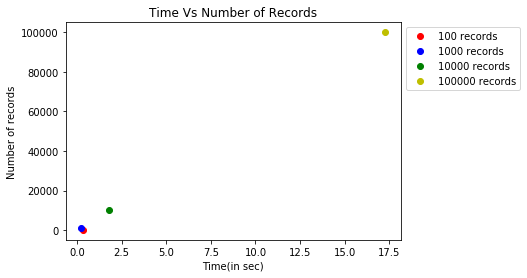 Time Vs Number of Records
Number of records
100000
80000
60000
40000
20000
0
0.0 2.5 5.0 7.5 10.0 12.5 15.0 17.5
Time(in sec)
100 records
1000 records
10000 records
100000 records